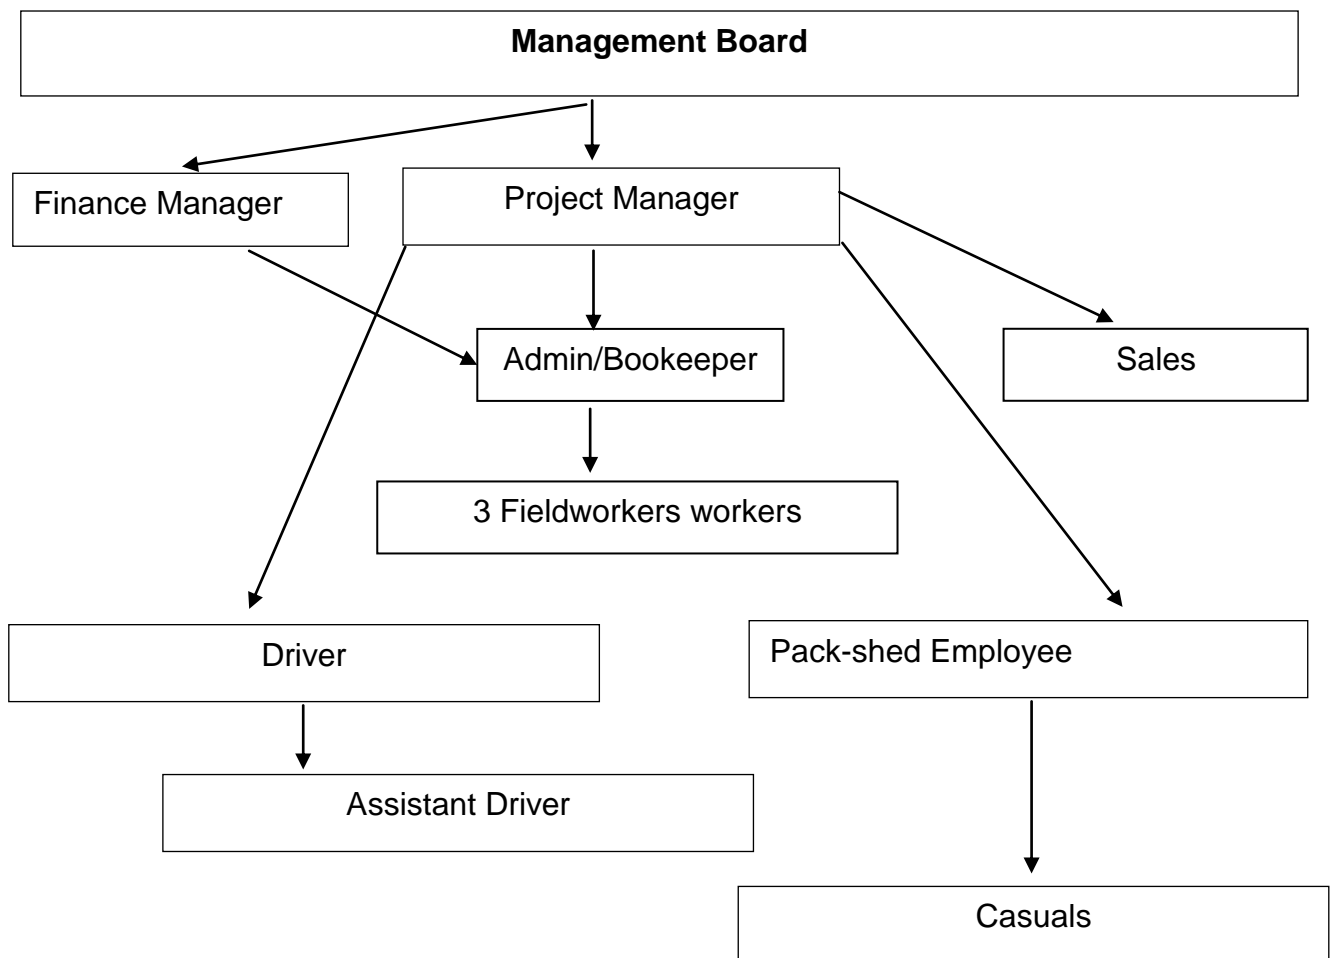 Management Board
Finance Manager
Project Manager
Admin/Bookeeper
Sales
3 Fieldworkers workers
Driver
Pack-shed Employee
Assistant Driver
Casuals